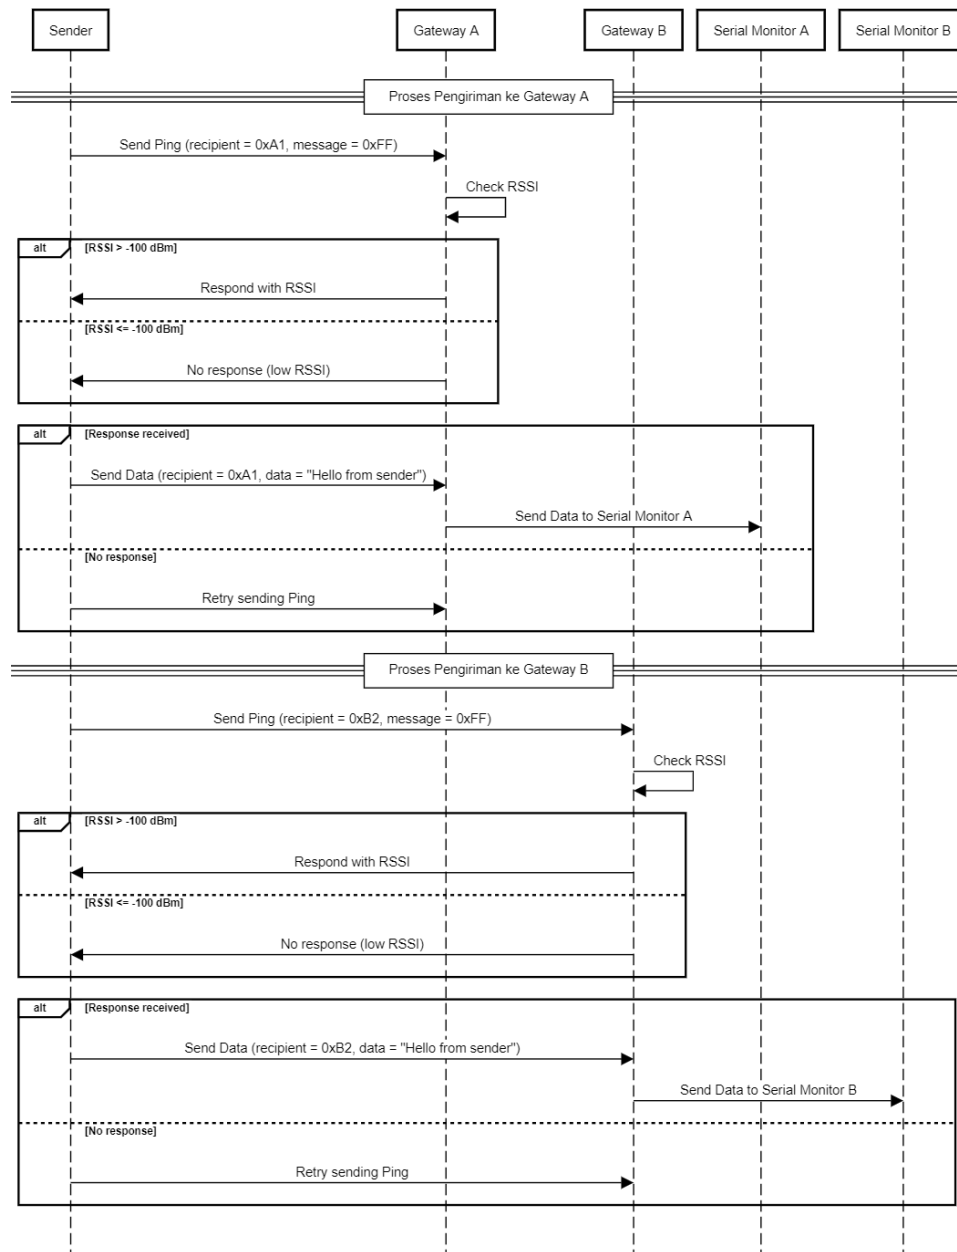 Sender
Gateway A
Gateway B
Serial Monitor A
Serial Monitor B
Proses Pengiriman ke Gateway A
Send Ping (recipient = 0xA1, message = 0xFF)
Check RSSI
alt
[RSSI > -100 dBm]
Respond with RSSI
[RSSI <= -100 dBm]
No response (low RSSI)
alt
[Response received]
Send Data (recipient = 0xA1, data = "Hello from sender")
Send Data to Serial Monitor A
[No response]
Retry sending Ping
Proses Pengiriman ke Gateway B
Send Ping (recipient = 0xB2, message = 0xFF)
Check RSSI
alt
[RSSI > -100 dBm]
Respond with RSSI
[RSSI <= -100 dBm]
No response (low RSSI)
alt
[Response received]
Send Data (recipient = 0xB2, data = "Hello from sender")
Send Data to Serial Monitor B
[No response]
Retry sending Ping